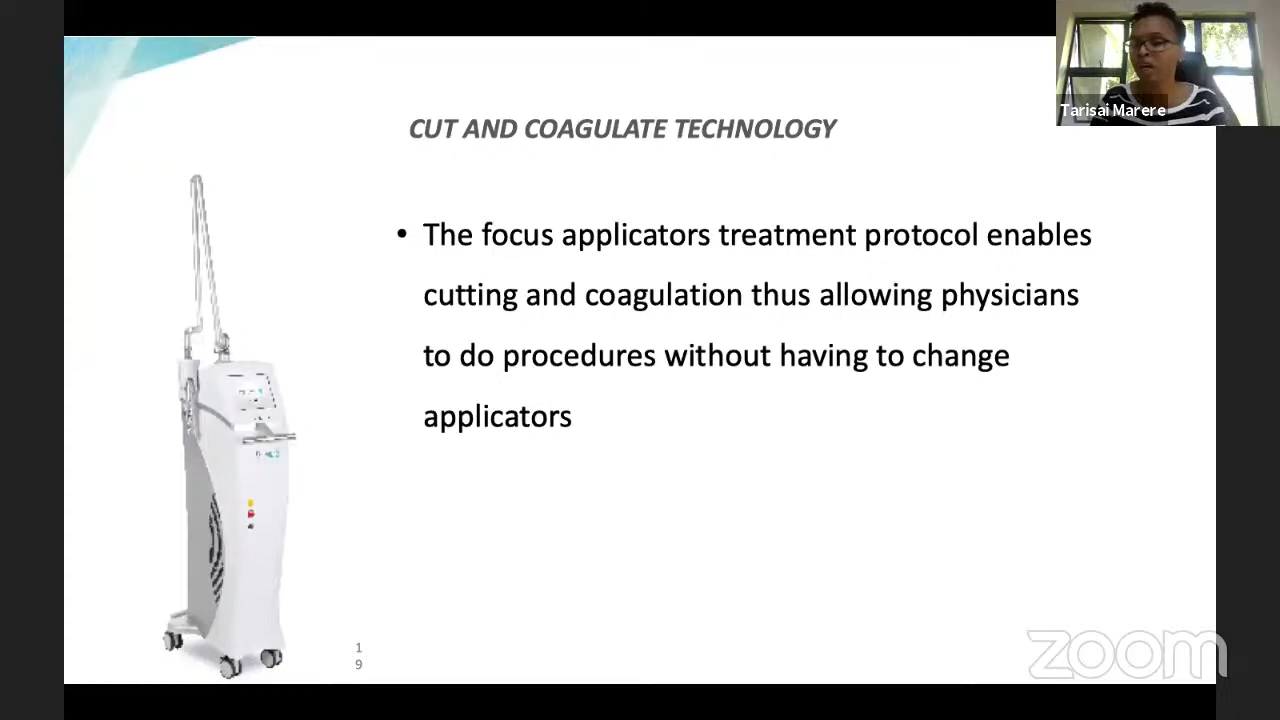 Tarisai Marere
CUT AND COAGULATE TECHNOLOGY
• The focus applicators treatment protocol enables
cutting and coagulation thus allowing physicians
to do procedures without having to change
applicators
1
9
zoom